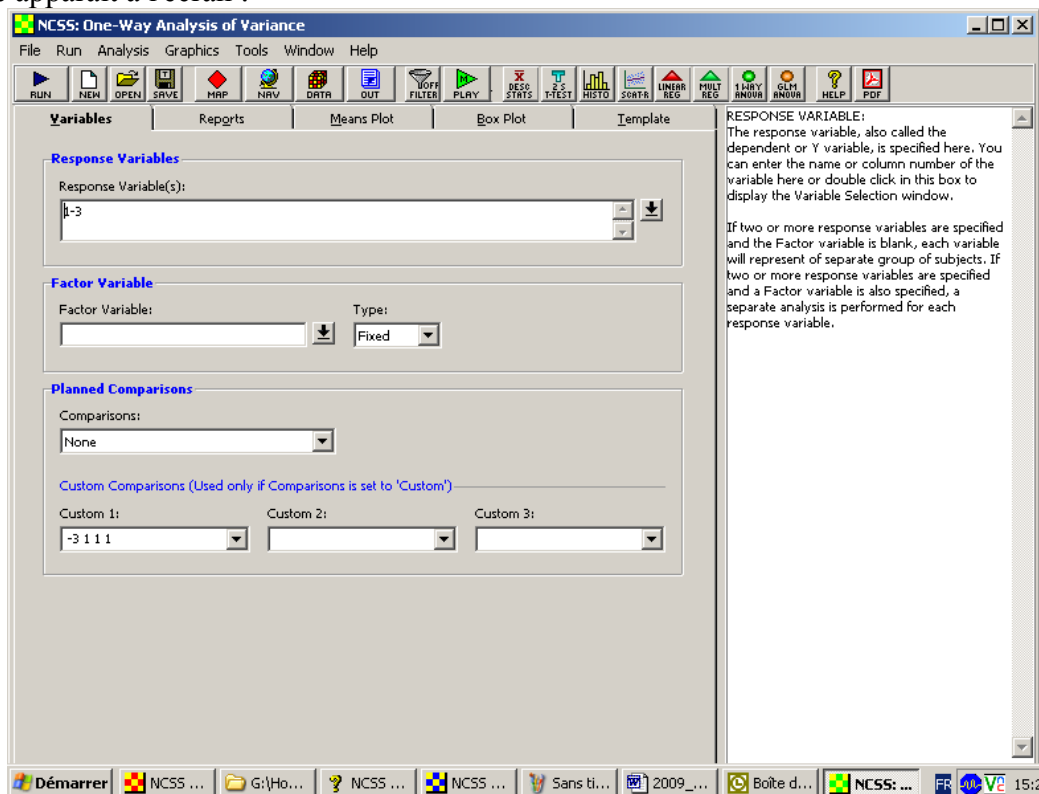 NCSS: One-Way Analysis of Variance
File Run Analysis Graphics Tools Window Help
RUN NEW OPEN SAVE MAP NAV DATA OUT FILTER OFF PLAY M DESC STATS X 2 S T-TEST T HISTO SCAT-R LINEAR REG MULT REG 1 WAY ANOVA GLM ANOVA HELP PDF
Variables Reports Means Plot Box Plot Template
Response Variables
Response Variable(s):
1-3
Factor Variable
Factor Variable: Type:
Fixed
Planned Comparisons
Comparisons:
None
Custom Comparisons (Used only if Comparisons is set to 'Custom')
Custom 1: Custom 2: Custom 3:
-3 1 1 1
RESPONSE VARIABLE:
The response variable, also called the
dependent or Y variable, is specified here. You
can enter the name or column number of the
variable here or double click in this box to
display the Variable Selection window.
If two or more response variables are specified
and the Factor variable is blank, each variable
will represent of separate group of subjects. If
two or more response variables are specified
and a Factor variable is also specified, a
separate analysis is performed for each
response variable.
Démarrer NCSS ... G:\Ho... NCSS ... NCSS ... Sans ti... 2009_... Boîte d... NCSS: ... FR 15:2